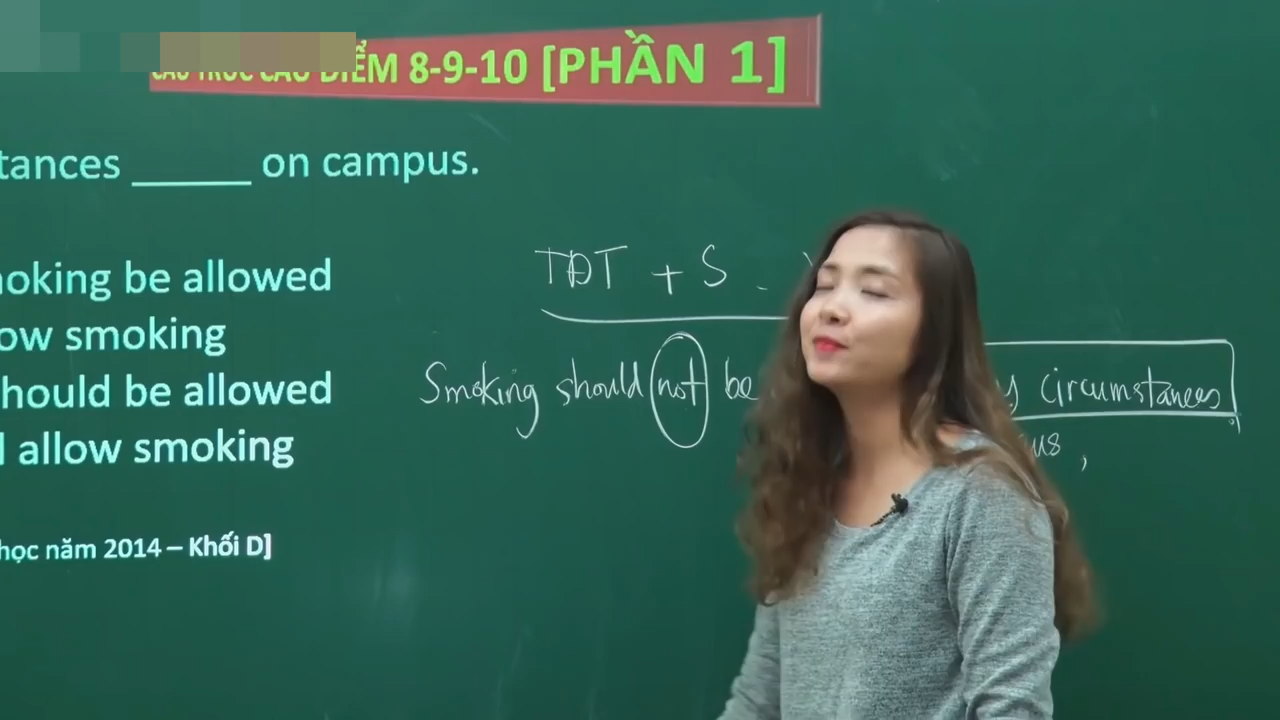 ĐIỂM 8-9-10 [PHẦN 1]
tances ______ on campus.
TĐT + S
oking be allowed
ow smoking
Smoking should not be y circumstances
hould be allowed
us,
l allow smoking
học năm 2014 – Khối D]